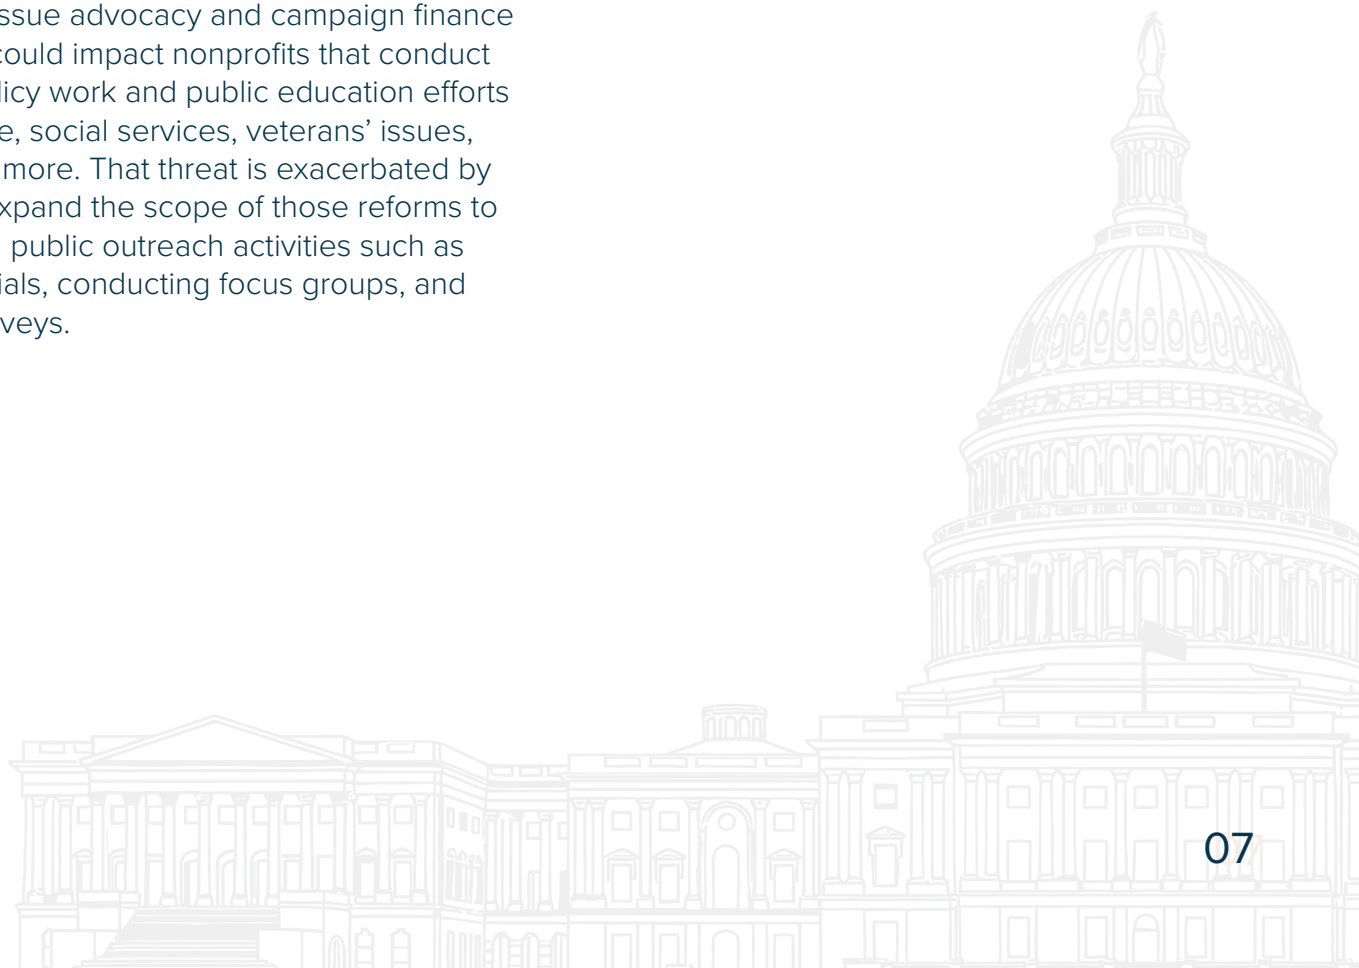 ssue advocacy and campaign finance
could impact nonprofits that conduct
licy work and public education efforts
e, social services, veterans’ issues,
more. That threat is exacerbated by
xpand the scope of those reforms to
public outreach activities such as
ials, conducting focus groups, and
veys.
07